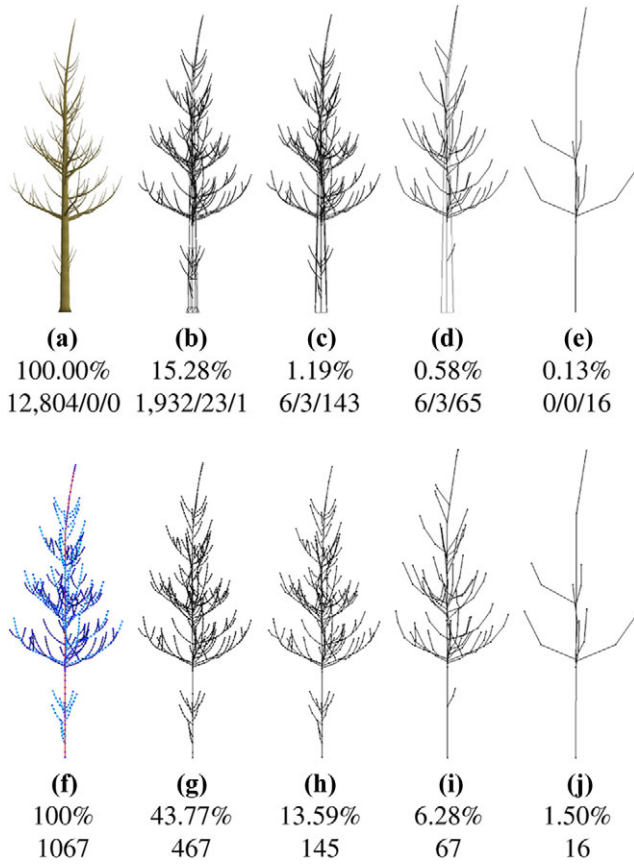 (a) (b) (c) (d) (e)
100.00% 15.28% 1.19% 0.58% 0.13%
12,804/0/0 1,932/23/1 6/3/143 6/3/65 0/0/16
(f) (g) (h) (i) (j)
100% 43.77% 13.59% 6.28% 1.50%
1067 467 145 67 16